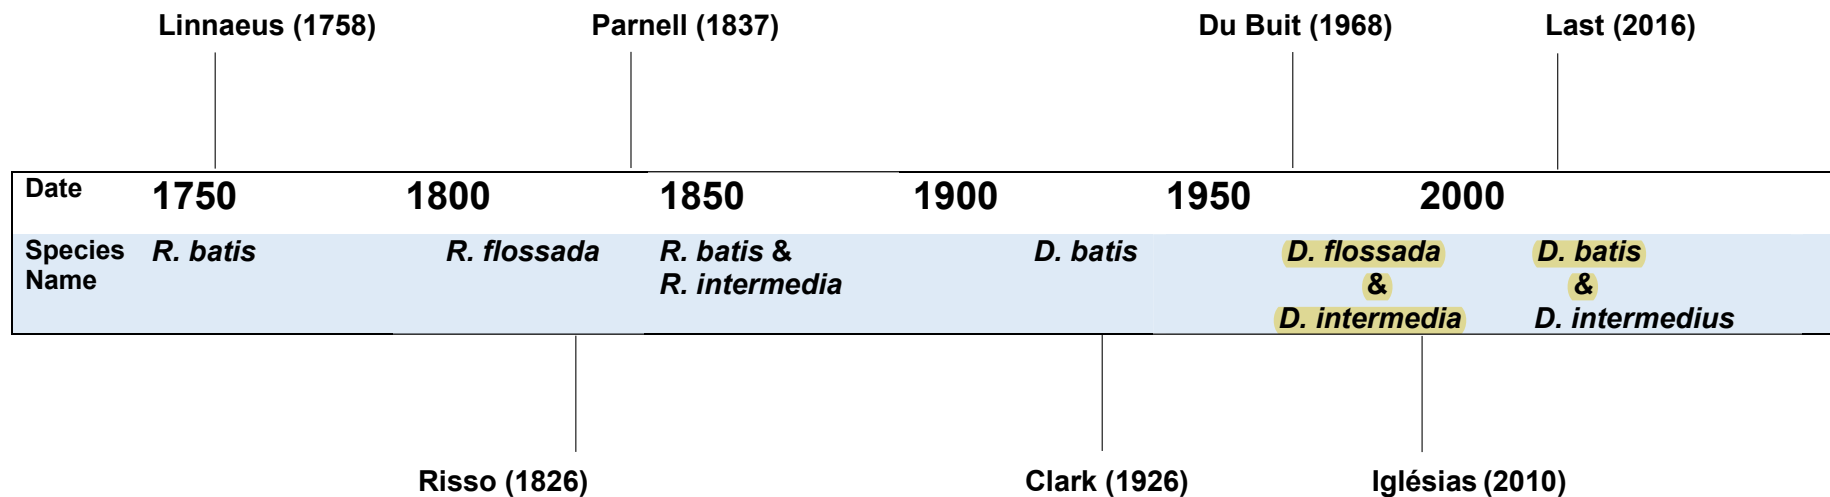 Linnaeus (1758) Parnell (1837) Du Buit (1968) Last (2016)
Date 1750 1800 1850 1900 1950 2000
Species R. batis R. flossada R. batis & D. batis D. flossada D. batis
Name R. intermedia & &
D. intermedia D. intermedius
Risso (1826) Clark (1926) Iglésias (2010)